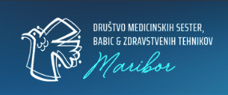 DRUŠTVO MEDICINSKIH SESTER,
BABIC & ZDRAVSTVENIH TEHNIKOV
Maribor